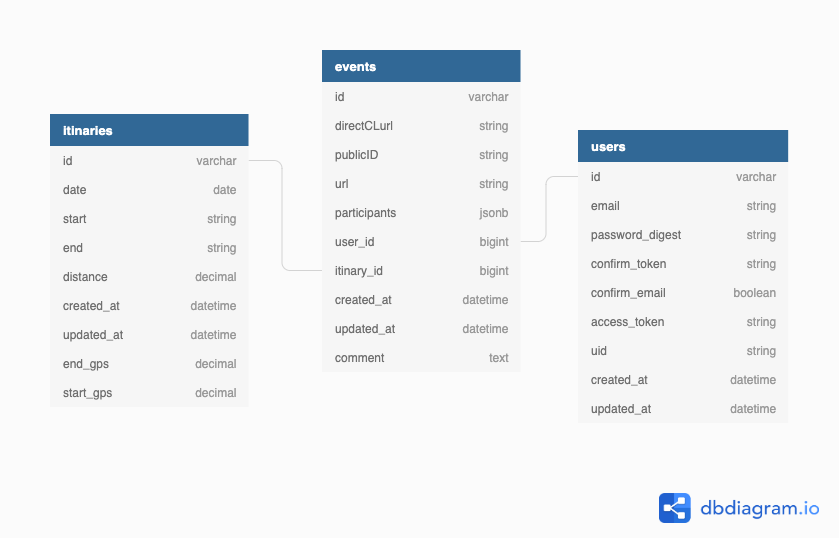 itinaries
id varchar
date date
start string
end string
distance decimal
created_at datetime
updated_at datetime
end_gps decimal
start_gps decimal
events
id varchar
directCLurl string
publicID string
url string
participants jsonb
user_id bigint
itinary_id bigint
created_at datetime
updated_at datetime
comment text
users
id varchar
email string
password_digest string
confirm_token string
confirm_email boolean
access_token string
uid string
created_at datetime
updated_at datetime
dbdiagram.io